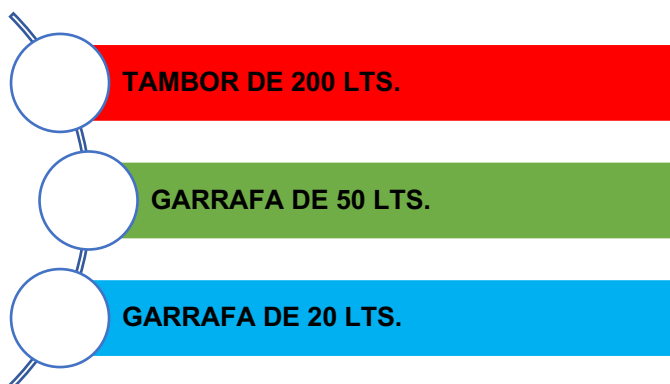 TAMBOR DE 200 LTS.
GARRAFA DE 50 LTS.
GARRAFA DE 20 LTS.